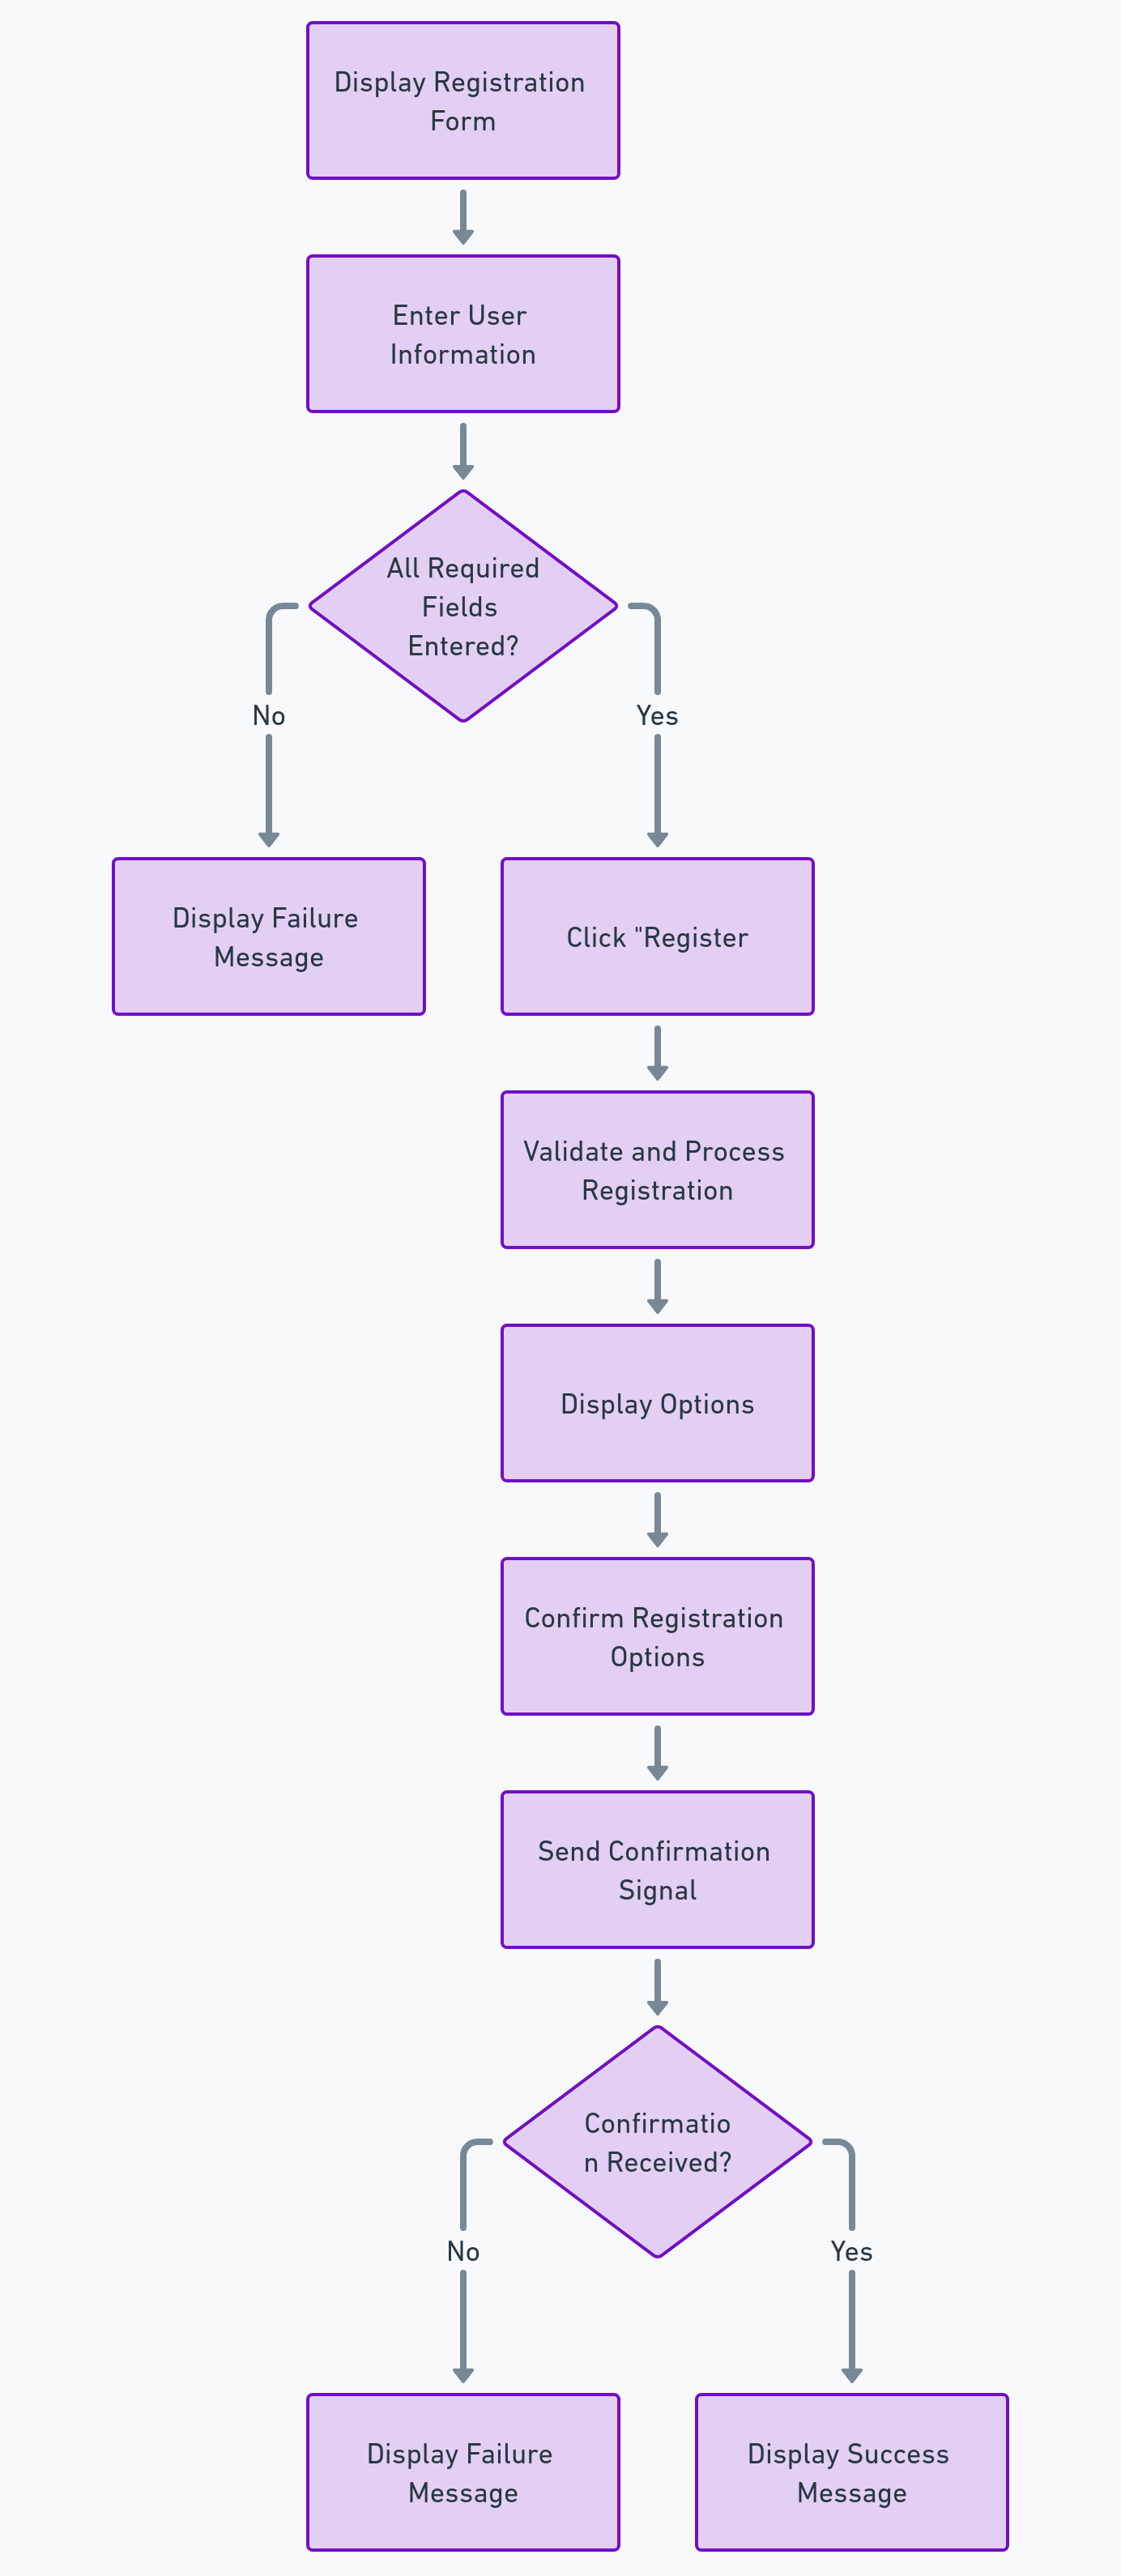 Display Registration
Form
Enter User
Information
All Required
Fields
Entered?
No
Yes
Display Failure
Message
Click "Register
Validate and Process
Registration
Display Options
Confirm Registration
Options
Send Confirmation
Signal
Confirmatio
n Received?
No
Yes
Display Failure
Message
Display Success
Message